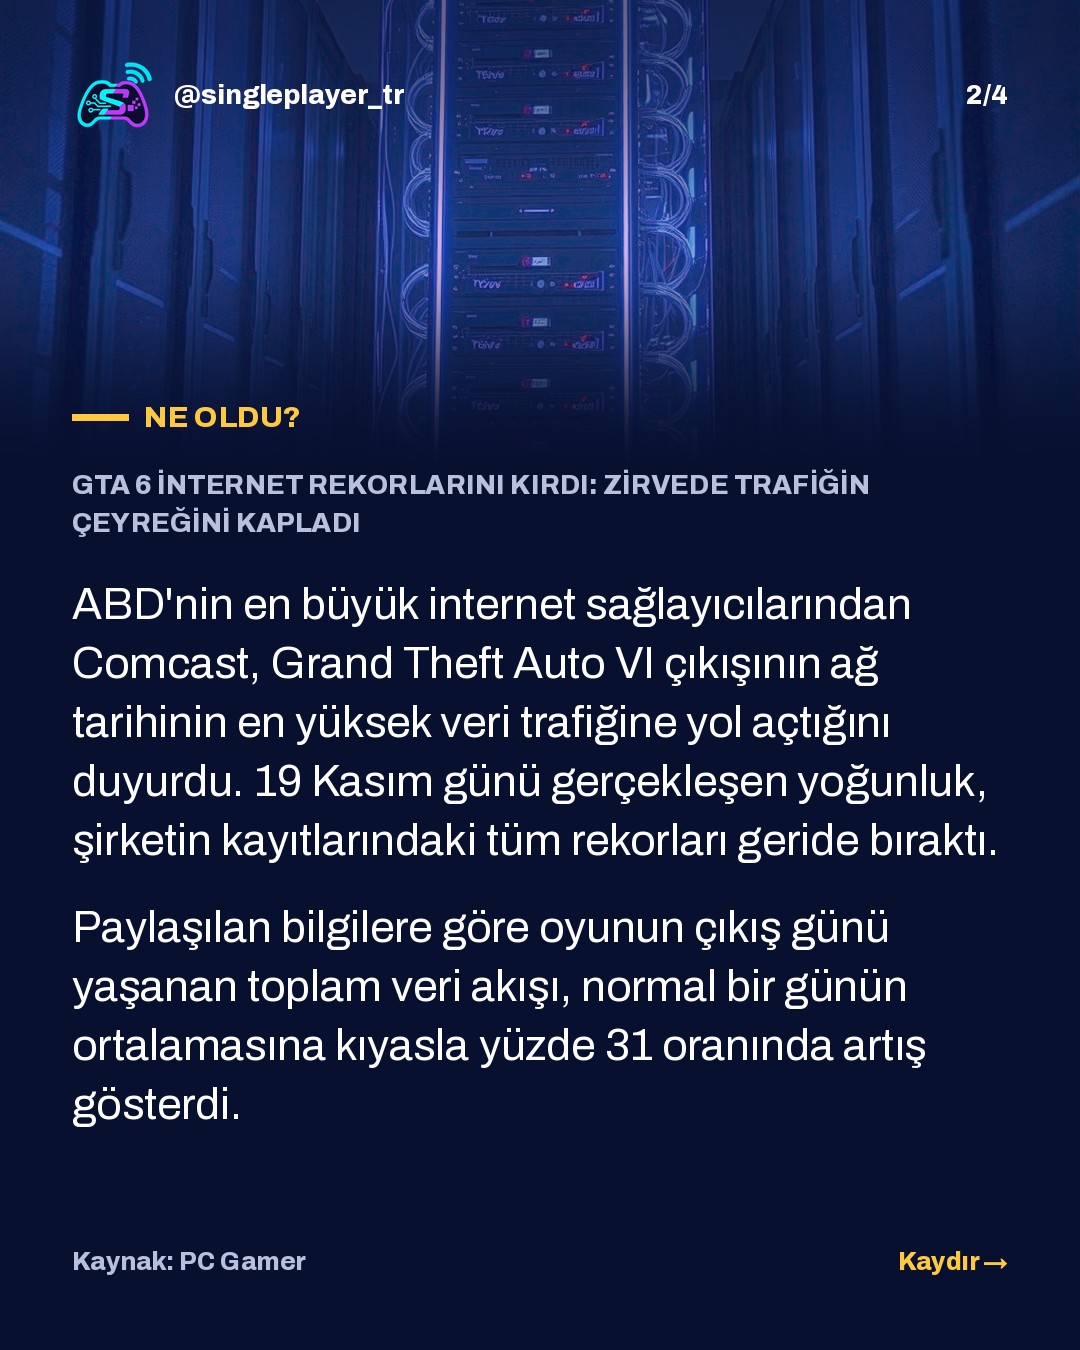 @singleplayer_tr
2/4
NE OLDU?
GTA 6 İNTERNET REKORLARINI KIRDI: ZİRVEDE TRAFİĞİN
ÇEYREĞİNİ KAPLADI
ABD'nin en büyük internet sağlayıcılarından
Comcast, Grand Theft Auto VI çıkışının ağ
tarihinin en yüksek veri trafiğine yol açtığını
duyurdu. 19 Kasım günü gerçekleşen yoğunluk,
şirketin kayıtlarındaki tüm rekorları geride bıraktı.
Paylaşılan bilgilere göre oyunun çıkış günü
yaşanan toplam veri akışı, normal bir günün
ortalamasına kıyasla yüzde 31 oranında artış
gösterdi.
Kaynak: PC Gamer
Kaydır→